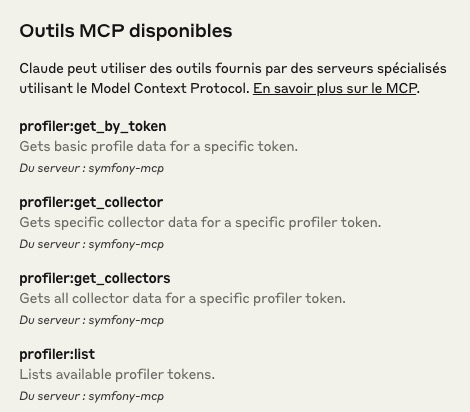 Outils MCP disponibles
Claude peut utiliser des outils fournis par des serveurs spécialisés
utilisant le Model Context Protocol. En savoir plus sur le MCP.
profiler:get_by_token
Gets basic profile data for a specific token.
Du serveur : symfony-mcp
profiler:get_collector
Gets specific collector data for a specific profiler token.
Du serveur : symfony-mcp
profiler:get_collectors
Gets all collector data for a specific profiler token.
Du serveur : symfony-mcp
profiler:list
Lists available profiler tokens.
Du serveur : symfony-mcp